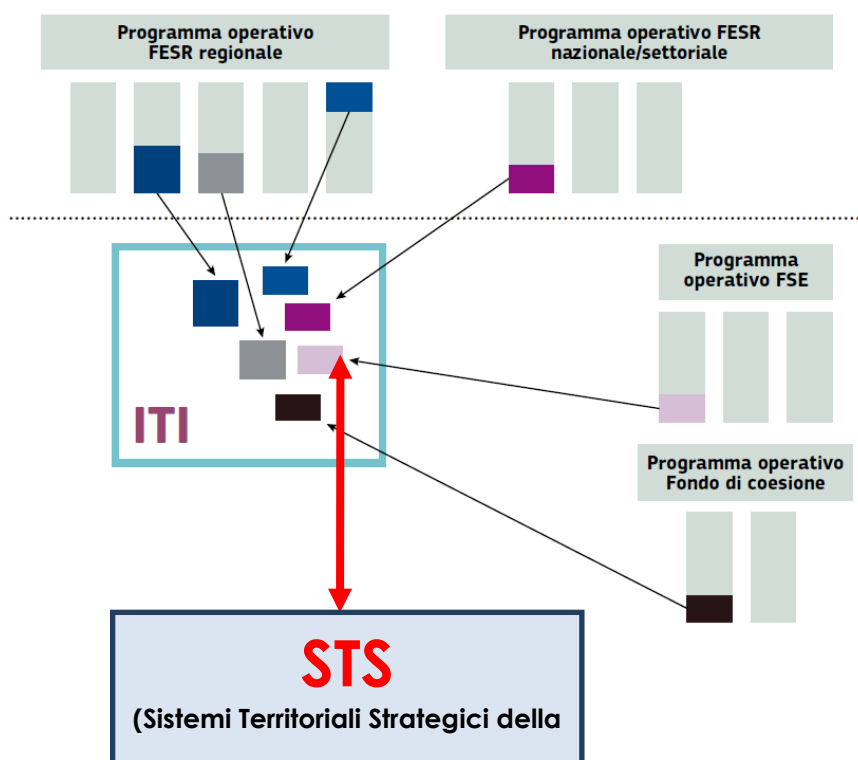 Programma operativo
FESR regionale
Programma operativo FESR
nazionale/settoriale
Programma
operativo FSE
ITI
Programma operativo
Fondo di coesione
STS
(Sistemi Territoriali Strategici della